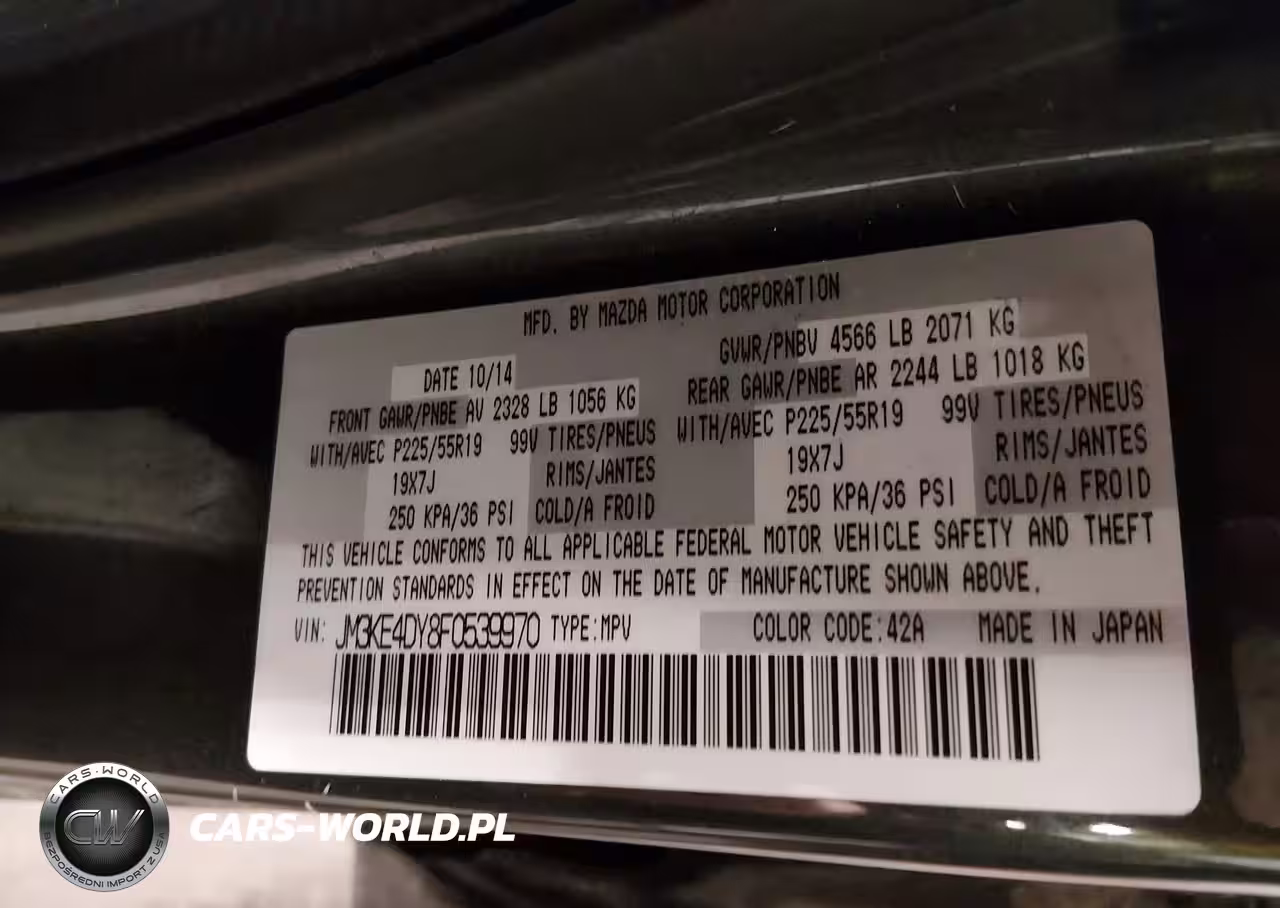 MFD. BY MAZDA MOTOR CORPORATION
DATE 10/14
GVWR/PNBV 4566 LB 2071 KG
FRONT GAWR/PNBE AV 2328 LB 1056 KG
REAR GAWR/PNBE AR 2244 LB 1018 KG
WITH/AVEC P225/55R19 99V TIRES/PNEUS
WITH/AVEC P225/55R19 99V TIRES/PNEUS
19X7J RIMS/JANTES
19X7J RIMS/JANTES
250 KPA/36 PSI COLD/A FROID
250 KPA/36 PSI COLD/A FROID
THIS VEHICLE CONFORMS TO ALL APPLICABLE FEDERAL MOTOR VEHICLE SAFETY AND THEFT
PREVENTION STANDARDS IN EFFECT ON THE DATE OF MANUFACTURE SHOWN ABOVE.
VIN: JM3KE4DY8F0539970 TYPE:MPV COLOR CODE:42A MADE IN JAPAN
CARS-WORLD
CW
BEZPOŚREDNI IMPORT Z USA
CARS-WORLD.PL